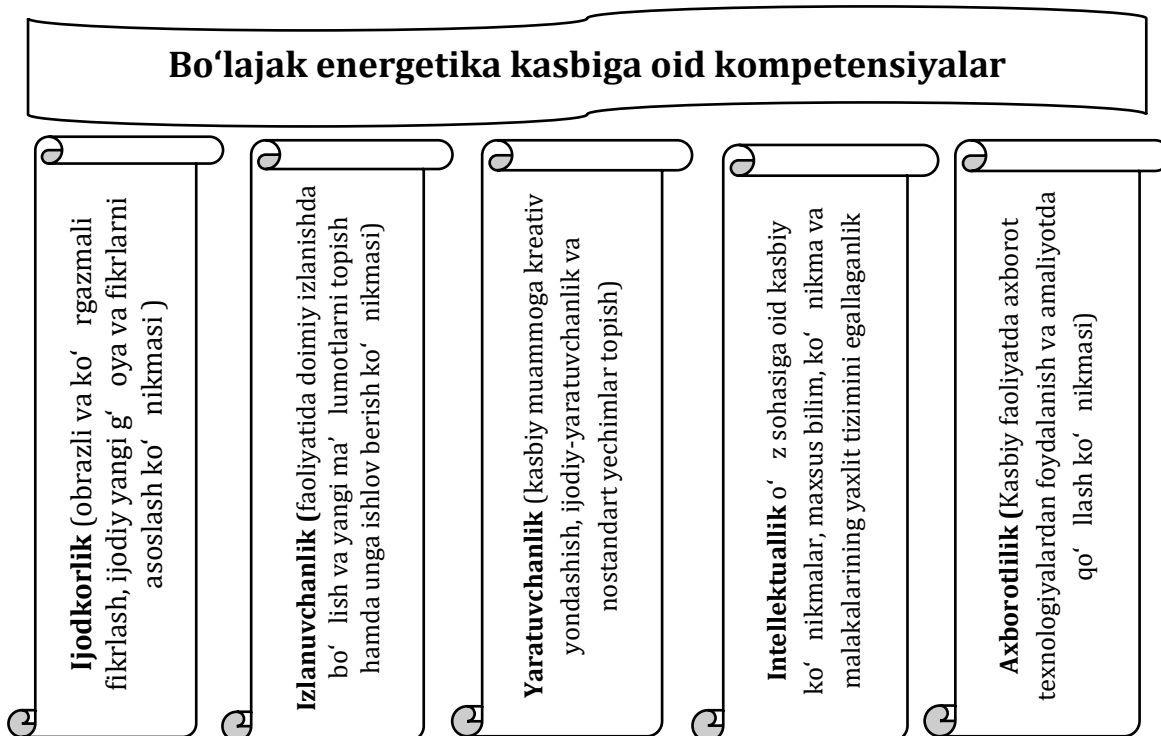 Bo‘lajak energetika kasbiga oid kompetensiyalar
Ijodkorlik (obrazli va ko‘ rgazmali
fikrlash, ijodiy yangi g‘ oya va fikrlarni
asoslash ko‘ nikmasi )
Izlanuvchanlik (faoliyatida doimiy izlanishda
bo‘ lish va yangi ma’ lumotlarni topish
hamda unga ishlov berish ko‘ nikmasi)
Yaratuvchanlik (kasbiy muammoga kreativ
yondashish, ijodiy-yaratuvchanlik va
nostandart yechimlar topish)
Intellektuallik o‘ z sohasiga oid kasbiy
ko‘ nikmalar, maxsus bilim, ko‘ nikma va
malakalarining yaxlit tizimini egallaganlik
Axborotlilik (Kasbiy faoliyatda axborot
texnologiyalardan foydalanish va amaliyotda
qo‘ llash ko‘ nikmasi)